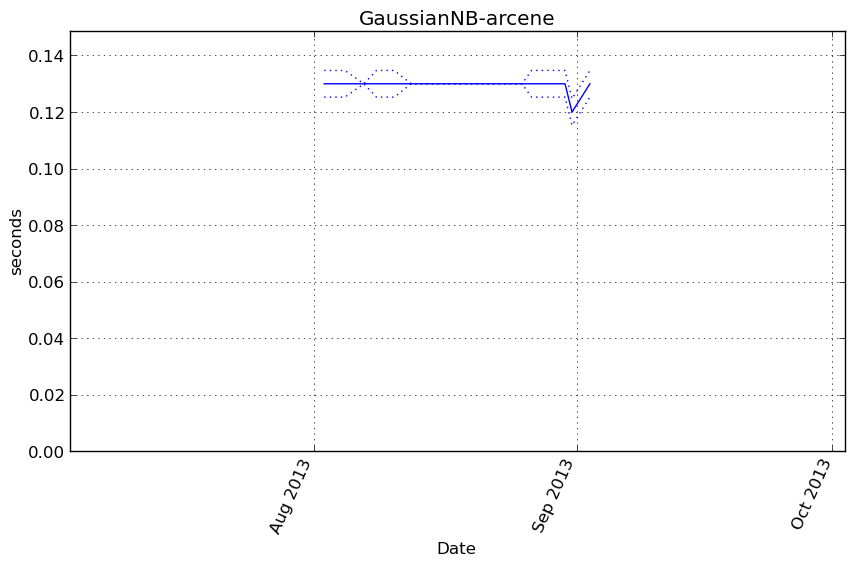 GaussianNB-arcene
0.14
0.12
0.10
0.08
0.06
0.04
0.02
0.00
seconds
Aug 2013
Sep 2013
Oct 2013
Date